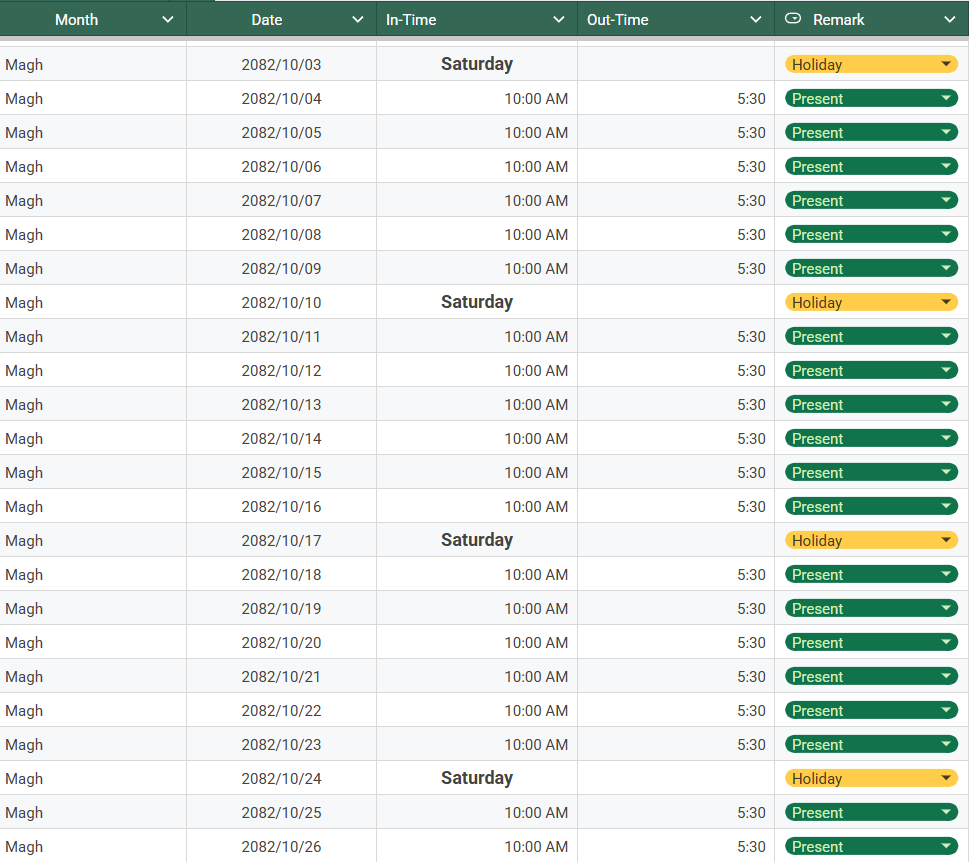 Month Date In-Time Out-Time Remark
Magh 2082/10/03 Saturday Holiday
Magh 2082/10/04 10:00 AM 5:30 Present
Magh 2082/10/05 10:00 AM 5:30 Present
Magh 2082/10/06 10:00 AM 5:30 Present
Magh 2082/10/07 10:00 AM 5:30 Present
Magh 2082/10/08 10:00 AM 5:30 Present
Magh 2082/10/09 10:00 AM 5:30 Present
Magh 2082/10/10 Saturday Holiday
Magh 2082/10/11 10:00 AM 5:30 Present
Magh 2082/10/12 10:00 AM 5:30 Present
Magh 2082/10/13 10:00 AM 5:30 Present
Magh 2082/10/14 10:00 AM 5:30 Present
Magh 2082/10/15 10:00 AM 5:30 Present
Magh 2082/10/16 10:00 AM 5:30 Present
Magh 2082/10/17 Saturday Holiday
Magh 2082/10/18 10:00 AM 5:30 Present
Magh 2082/10/19 10:00 AM 5:30 Present
Magh 2082/10/20 10:00 AM 5:30 Present
Magh 2082/10/21 10:00 AM 5:30 Present
Magh 2082/10/22 10:00 AM 5:30 Present
Magh 2082/10/23 10:00 AM 5:30 Present
Magh 2082/10/24 Saturday Holiday
Magh 2082/10/25 10:00 AM 5:30 Present
Magh 2082/10/26 10:00 AM 5:30 Present